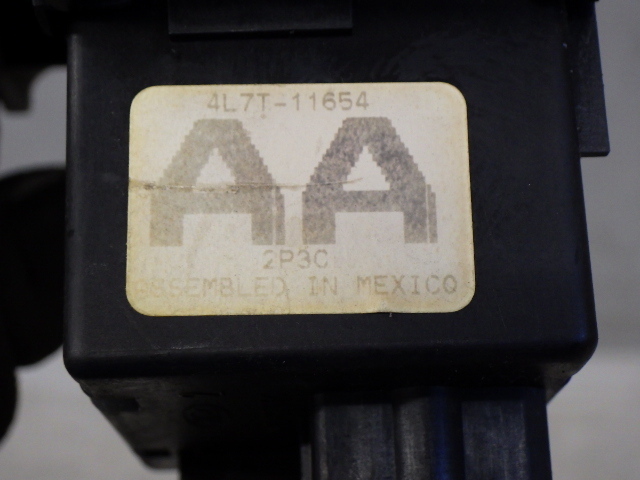 4L7T-11654
AA
2P3C
ASSEMBLED IN MEXICO